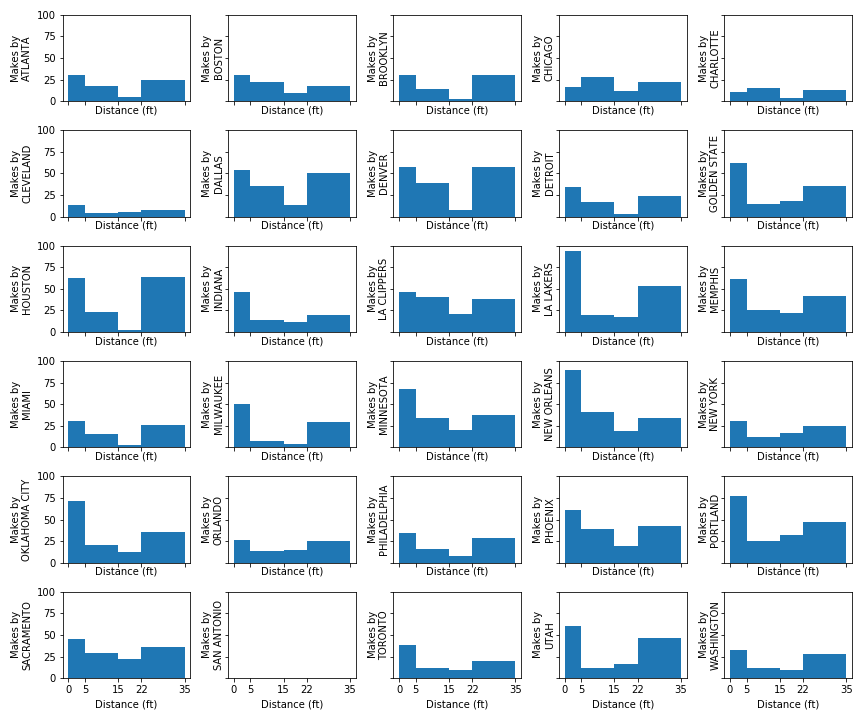 100
75
50
25
0
Makes by
ATLANTA
Distance (ft)
Makes by
BOSTON
Distance (ft)
Makes by
BROOKLYN
Distance (ft)
Makes by
CHICAGO
Distance (ft)
Makes by
CHARLOTTE
Distance (ft)
100
75
50
25
0
Makes by
CLEVELAND
Distance (ft)
Makes by
DALLAS
Distance (ft)
Makes by
DENVER
Distance (ft)
Makes by
DETROIT
Distance (ft)
Makes by
GOLDEN STATE
Distance (ft)
100
75
50
25
0
Makes by
HOUSTON
Distance (ft)
Makes by
INDIANA
Distance (ft)
Makes by
LA CLIPPERS
Distance (ft)
Makes by
LA LAKERS
Distance (ft)
Makes by
MEMPHIS
Distance (ft)
100
75
50
25
0
Makes by
MIAMI
Distance (ft)
Makes by
MILWAUKEE
Distance (ft)
Makes by
MINNESOTA
Distance (ft)
Makes by
NEW ORLEANS
Distance (ft)
Makes by
NEW YORK
Distance (ft)
100
75
50
25
0
Makes by
OKLAHOMA CITY
Distance (ft)
Makes by
ORLANDO
Distance (ft)
Makes by
PHILADELPHIA
Distance (ft)
Makes by
PHOENIX
Distance (ft)
Makes by
PORTLAND
Distance (ft)
100
75
50
25
0
Makes by
SACRAMENTO
0 5 15 22 35
Distance (ft)
Makes by
SAN ANTONIO
0 5 15 22 35
Distance (ft)
Makes by
TORONTO
0 5 15 22 35
Distance (ft)
Makes by
UTAH
0 5 15 22 35
Distance (ft)
Makes by
WASHINGTON
0 5 15 22 35
Distance (ft)